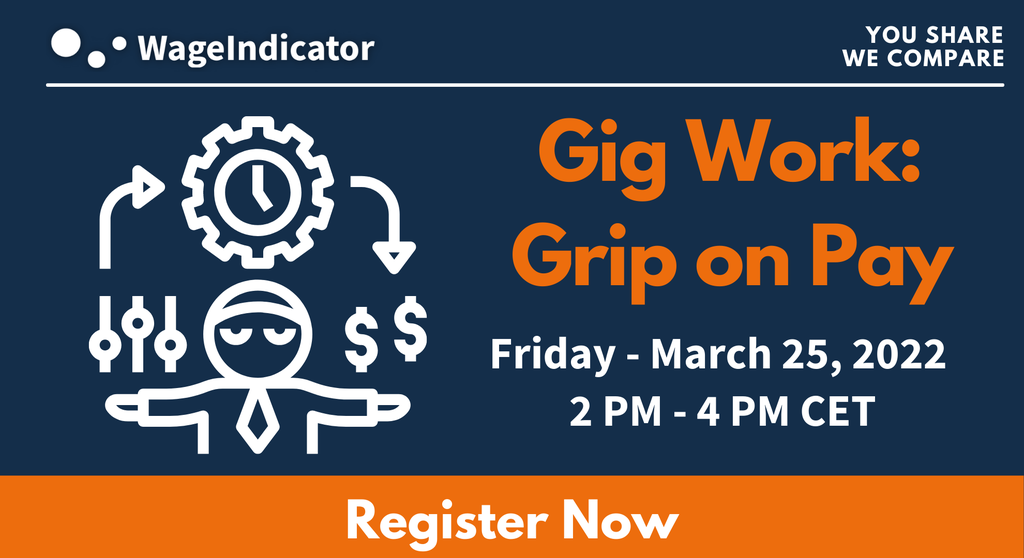 WageIndicator
YOU SHARE
WE COMPARE
Gig Work:
Grip on Pay
$ $
Friday - March 25, 2022
2 PM - 4 PM CET
Register Now